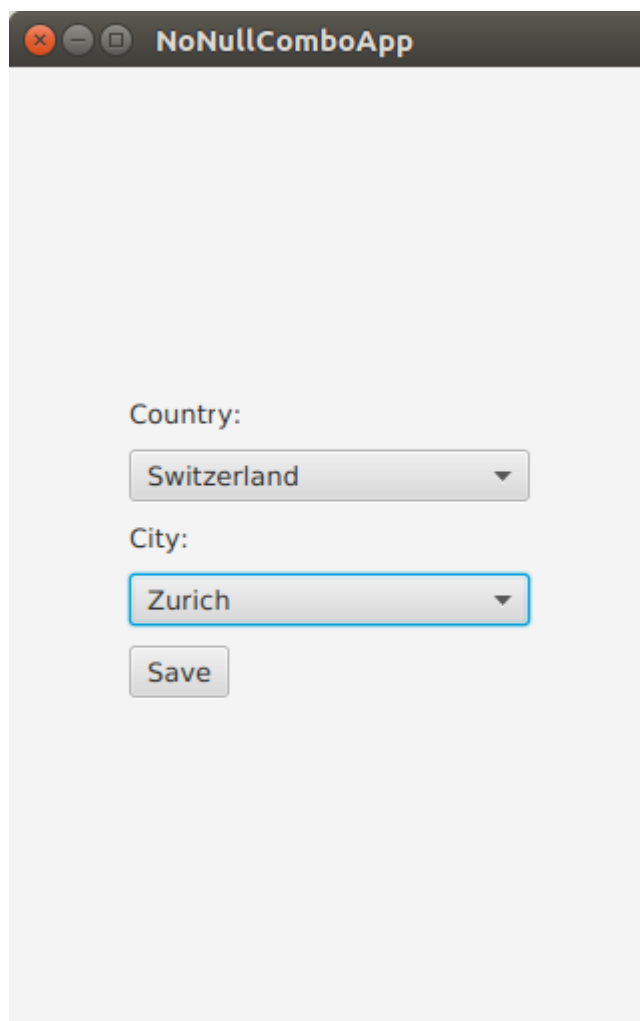 NoNullComboApp
Country:
Switzerland
City:
Zurich
Save